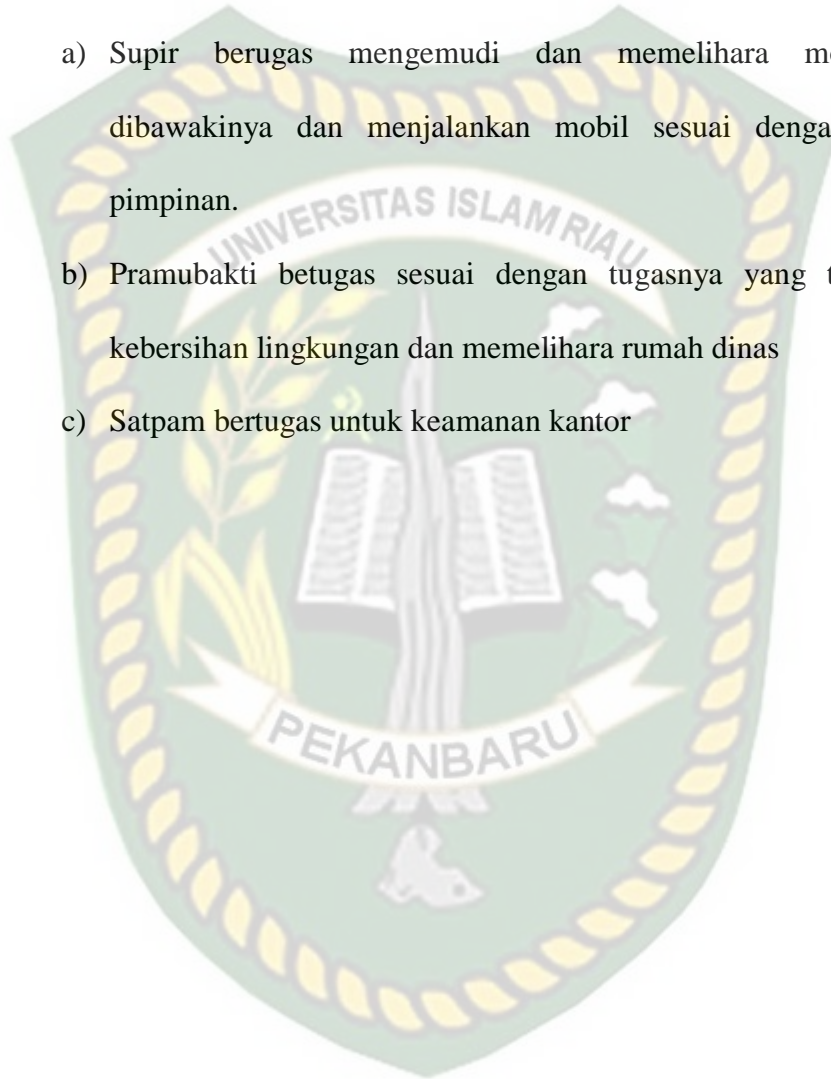 a) Supir berugas mengemudi dan memelihara
dibawakinya dan menjalankan mobil sesuai
pimpinan.
UNIVERSITAS ISLAM RIAU
b) Pramubakti betugas sesuai dengan tugasnya yang
kebersihan lingkungan dan memelihara rumah dinas
c) Satpam bertugas untuk keamanan kantor
PEKANBARU